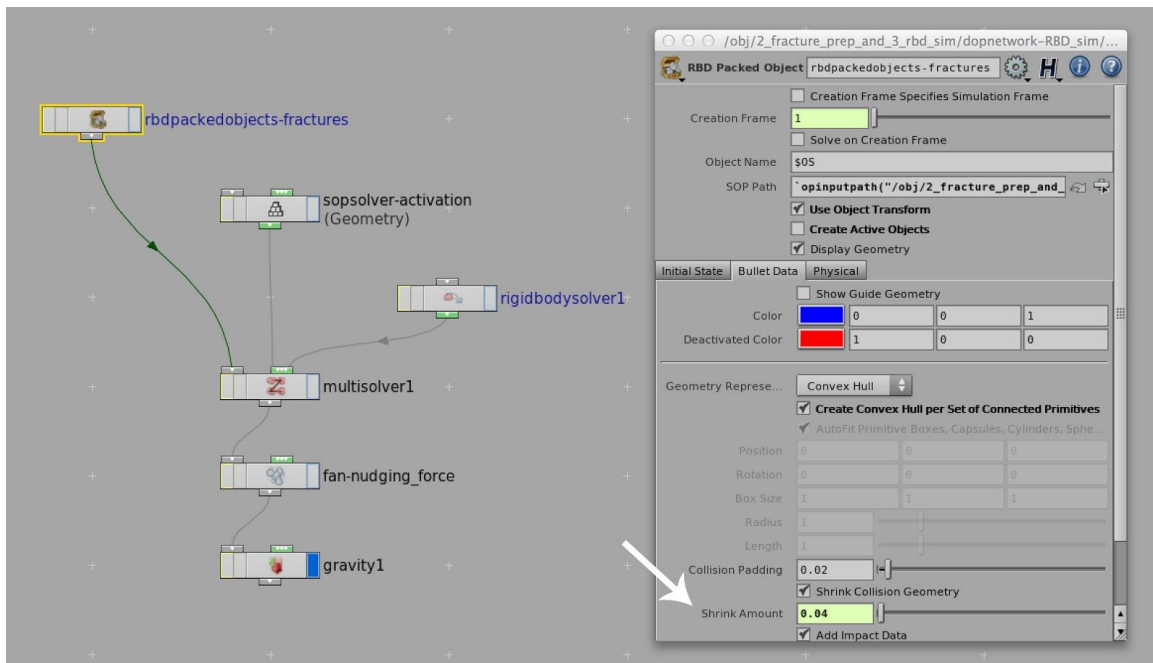 /obj/2_fracture_prep_and_3_rbd_sim/dopnetwork-RBD_sim/...
RBD Packed Object rbdpackedobjects-fractures H i ?
Creation Frame Specifies Simulation Frame
Creation Frame 1
Solve on Creation Frame
Object Name $OS
SOP Path `opinputpath("/obj/2_fracture_prep_and_
Use Object Transform
Create Active Objects
Display Geometry
Initial State Bullet Data Physical
Show Guide Geometry
Color 0 0 1
Deactivated Color 1 0 0
Geometry Represe... Convex Hull
Create Convex Hull per Set of Connected Primitives
AutoFit Primitive Boxes, Capsules, Cylinders, Sphe...
Position 0 0 0
Rotation 0 0 0
Box Size 1 1 1
Radius 1
Length 1
Collision Padding 0.02
Shrink Collision Geometry
Shrink Amount 0.04
Add Impact Data
rbdpackedobjects-fractures
sopsolver-activation
(Geometry)
rigidbodysolver1
multisolver1
fan-nudging_force
gravity1